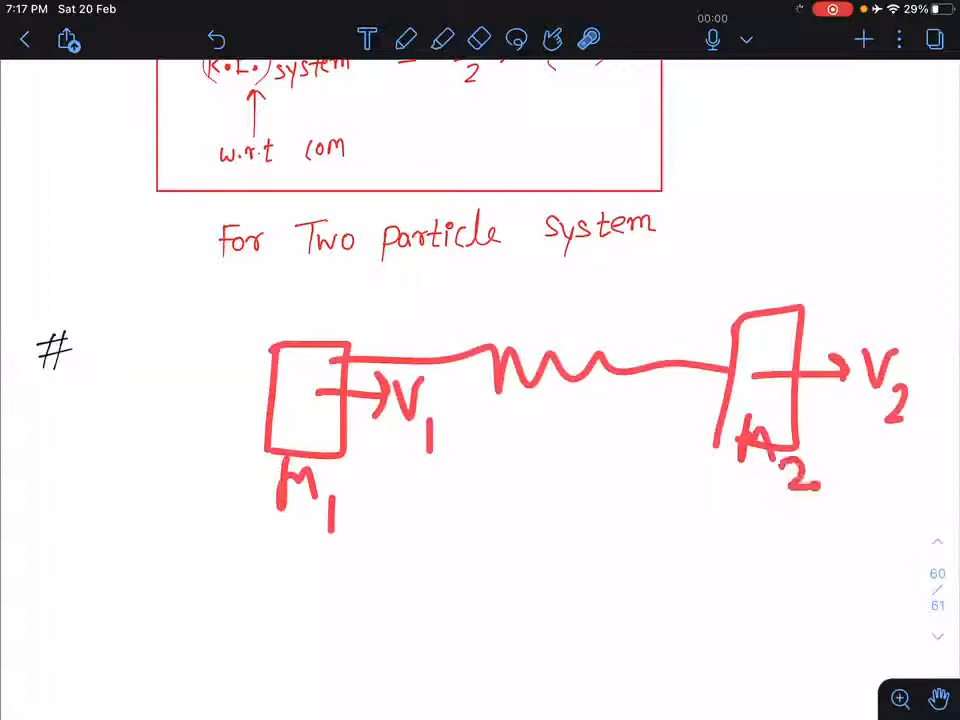 7:17 PM Sat 20 Feb
00:00
29%
(K.E.) system = 2
w.r.t com
For Two particle system
#
V1
V2
M1
M2
60
/
61